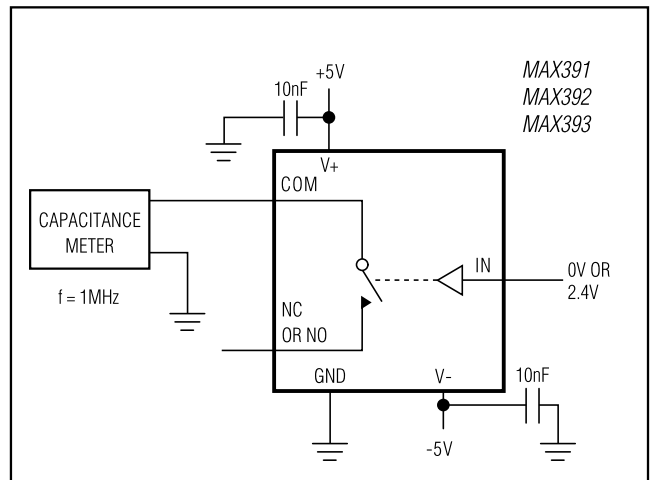 +5V
10nF
MAX391
MAX392
MAX393
V+
COM
CAPACITANCE
METER
f = 1MHz
IN
0V OR
2.4V
NC
OR NO
GND
V-
10nF
-5V